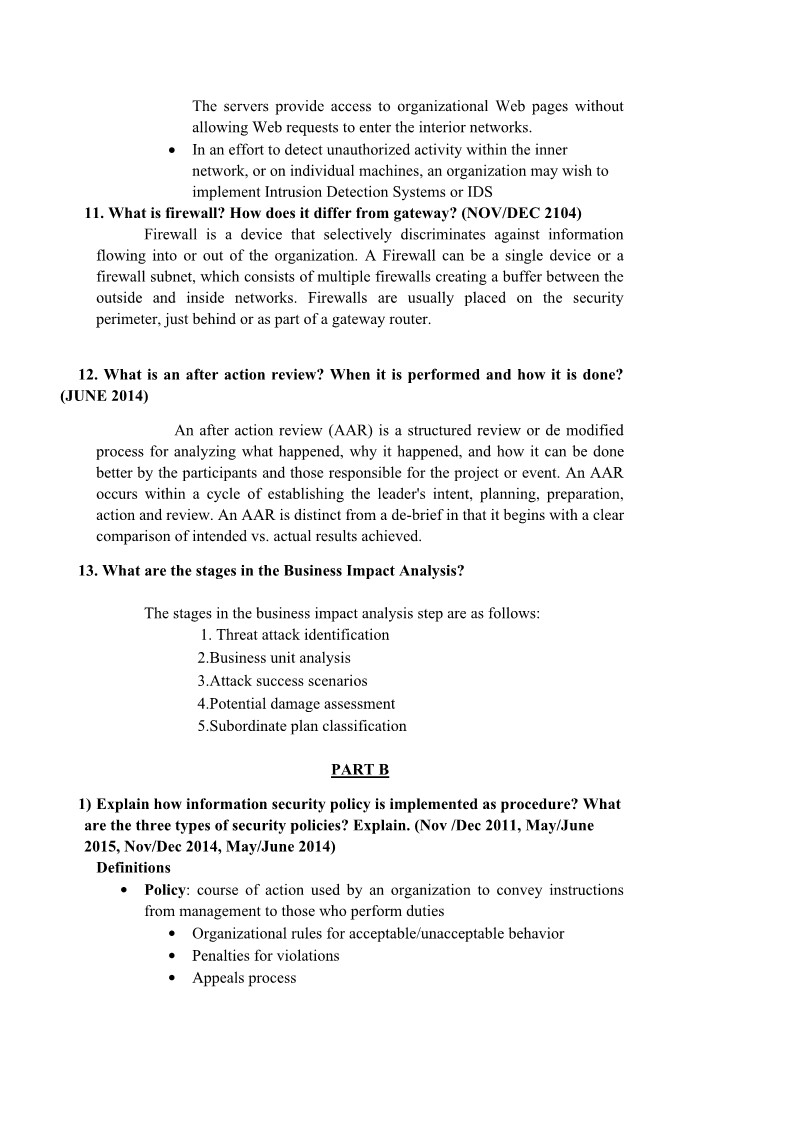 The servers provide access to organizational Web pages without
allowing Web requests to enter the interior networks.
• In an effort to detect unauthorized activity within the inner
network, or on individual machines, an organization may wish to
implement Intrusion Detection Systems or IDS
11. What is firewall? How does it differ from gateway? (NOV/DEC 2104)
Firewall is a device that selectively discriminates against information
flowing into or out of the organization. A Firewall can be a single device or a
firewall subnet, which consists of multiple firewalls creating a buffer between the
outside and inside networks. Firewalls are usually placed on the security
perimeter, just behind or as part of a gateway router.
12. What is an after action review? When it is performed and how it is done?
(JUNE 2014)
An after action review (AAR) is a structured review or de modified
process for analyzing what happened, why it happened, and how it can be done
better by the participants and those responsible for the project or event. An AAR
occurs within a cycle of establishing the leader's intent, planning, preparation,
action and review. An AAR is distinct from a de-brief in that it begins with a clear
comparison of intended vs. actual results achieved.
13. What are the stages in the Business Impact Analysis?
The stages in the business impact analysis step are as follows:
1. Threat attack identification
2.Business unit analysis
3.Attack success scenarios
4.Potential damage assessment
5.Subordinate plan classification
PART B
1) Explain how information security policy is implemented as procedure? What
are the three types of security policies? Explain. (Nov /Dec 2011, May/June
2015, Nov/Dec 2014, May/June 2014)
Definitions
• Policy: course of action used by an organization to convey instructions
from management to those who perform duties
• Organizational rules for acceptable/unacceptable behavior
• Penalties for violations
• Appeals process